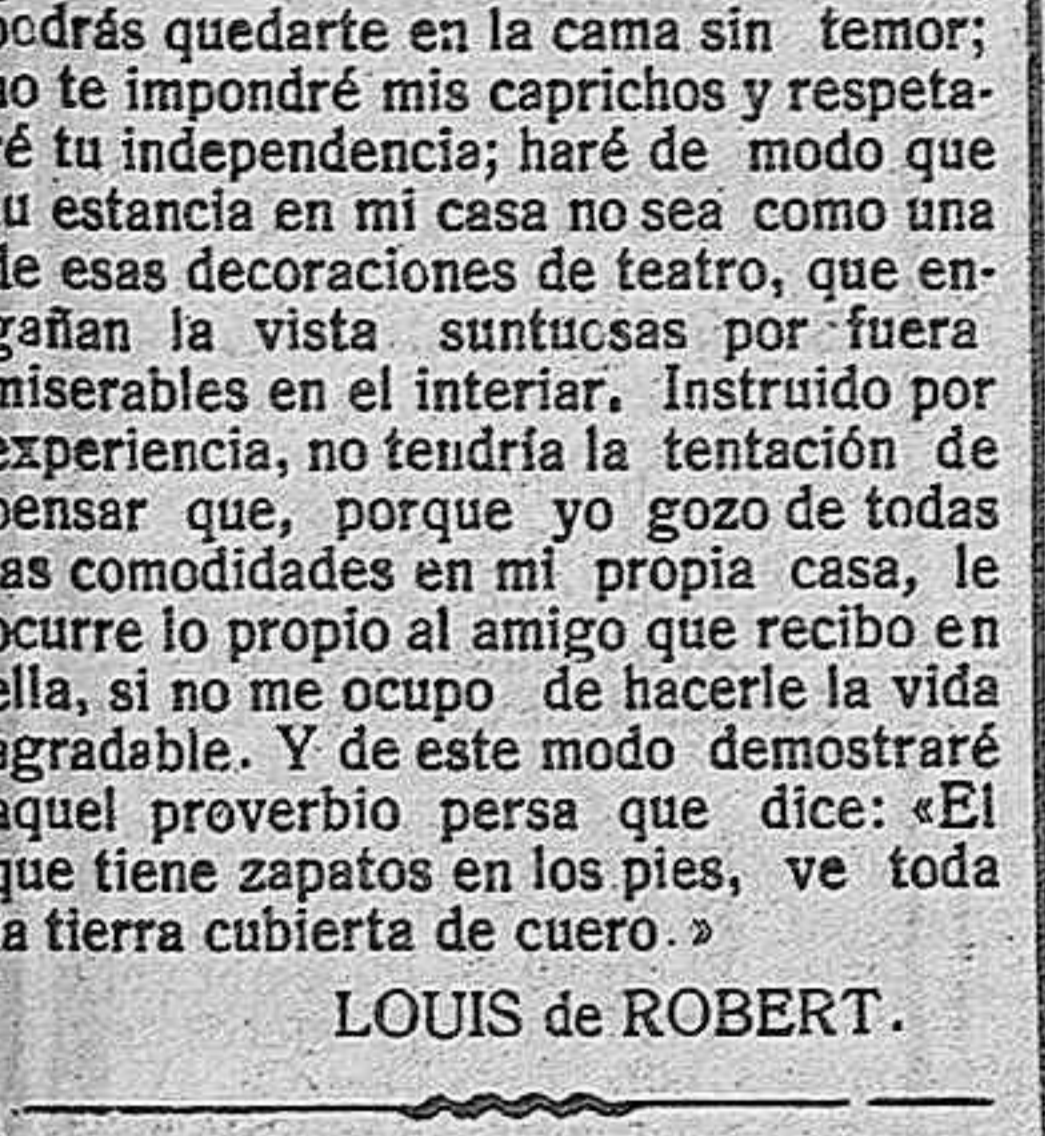 podrás quedarte en la cama sin temor;
no te impondré mis caprichos y respeta-
ré tu independencia; haré de modo que
tu estancia en mi casa no sea como una
de esas decoraciones de teatro, que en-
gañan la vista suntuosas por fuera
miserables en el interiar. Instruido por
experiencia, no tendría la tentación de
pensar que, porque yo gozo de todas
las comodidades en mi propia casa, le
ocurre lo propio al amigo que recibo en
ella, si no me ocupo de hacerle la vida
agradable. Y de este modo demostraré
aquel proverbio persa que dice: «El
que tiene zapatos en los pies, ve toda
la tierra cubierta de cuero.»
LOUIS de ROBERT.